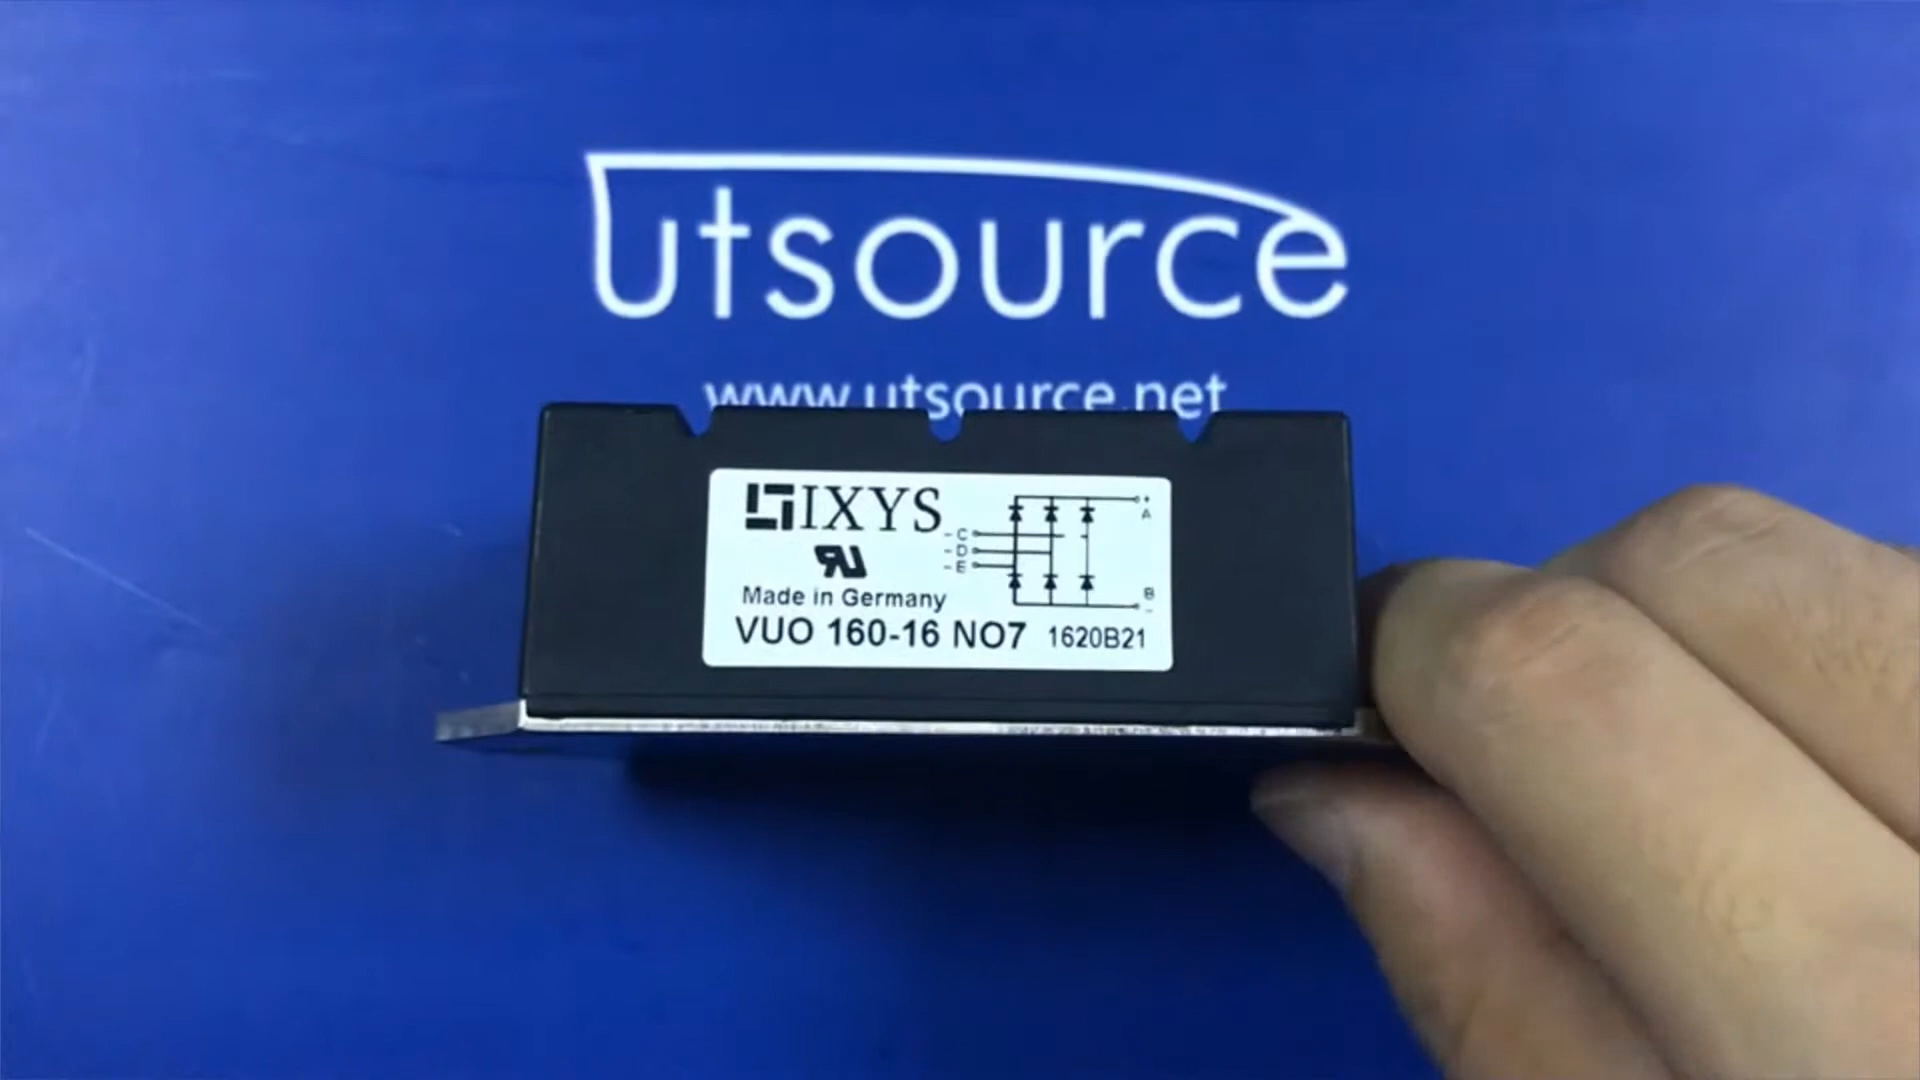 utsource
www.utsource.net
IXYS
Made in Germany
VUO 160-16 NO7 1620B21
+
A
- C
- D
- E
B
-